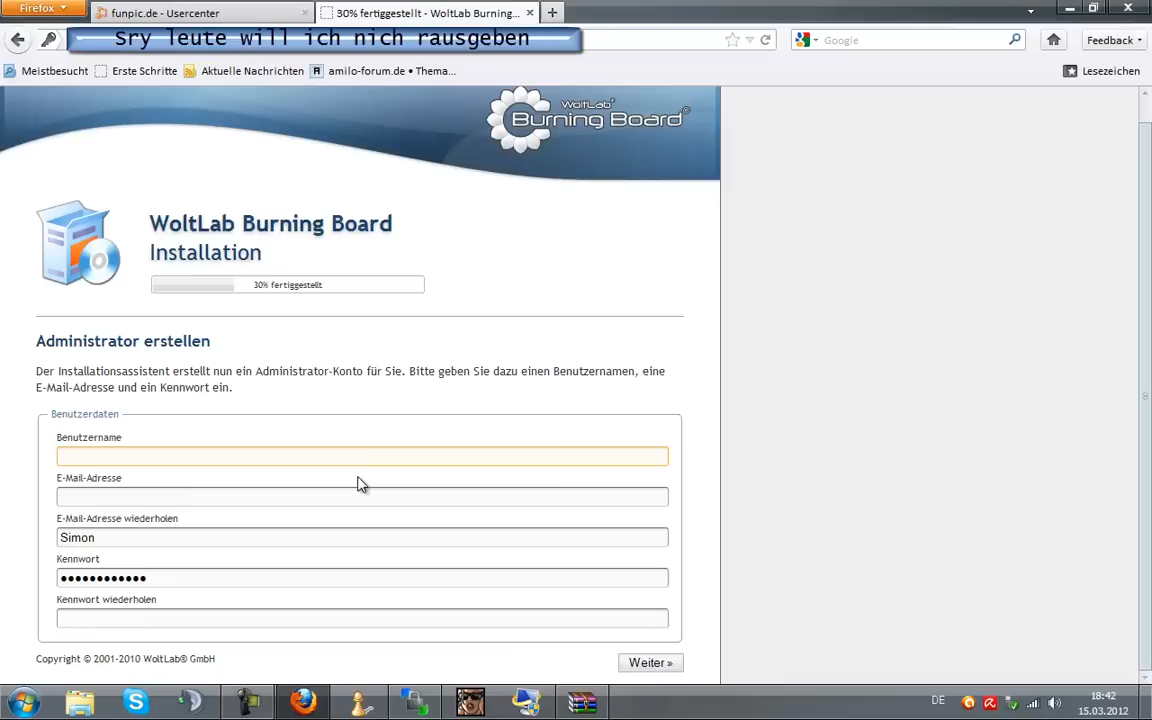 Firefox
funpic.de - Usercenter
30% fertiggestellt - WoltLab Burning...
Sry leute will ich nich rausgeben
Google
Feedback
Meistbesucht
Erste Schritte
Aktuelle Nachrichten
amilo-forum.de • Thema...
Lesezeichen
WoltLab®
Burning Board®
WoltLab Burning Board
Installation
30% fertiggestellt
Administrator erstellen
Der Installationsassistent erstellt nun ein Administrator-Konto für Sie. Bitte geben Sie dazu einen Benutzernamen, eine
E-Mail-Adresse und ein Kennwort ein.
Benutzerdaten
Benutzername
E-Mail-Adresse
E-Mail-Adresse wiederholen
Simon
Kennwort
••••••••••••
Kennwort wiederholen
Copyright © 2001-2010 WoltLab® GmbH
Weiter »
DE
18:42
15.03.2012